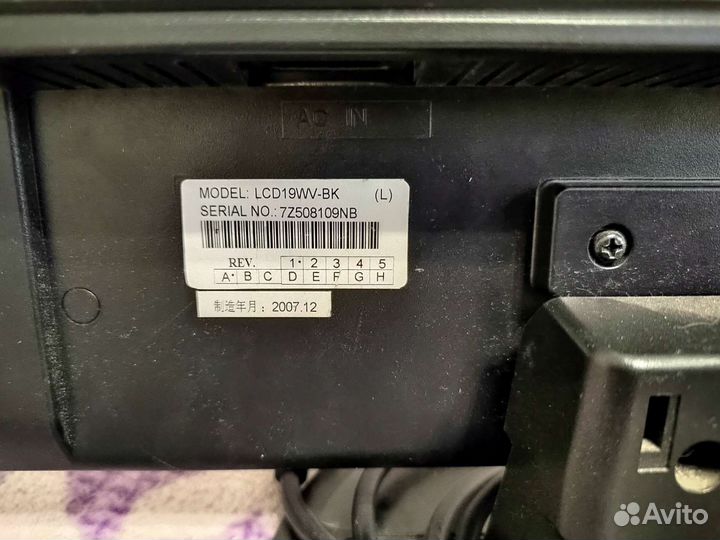 AC IN
MODEL: LCD19WV-BK (L)
SERIAL NO.: 7Z508109NB
REV. 1• 2 3 4 5
A• B C D E F G H
制造年月: 2007.12
Avito